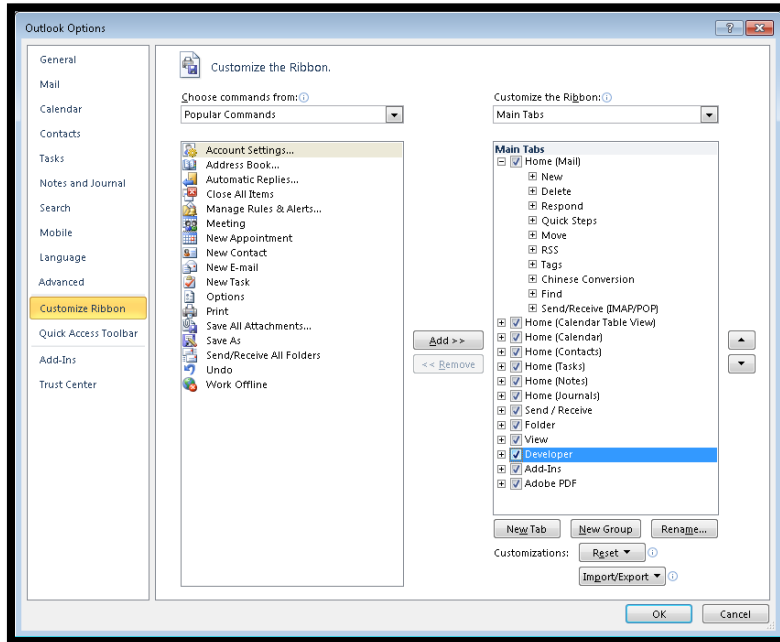 Outlook Options
General
Mail
Calendar
Contacts
Tasks
Notes and Journal
Search
Mobile
Language
Advanced
Customize Ribbon
Quick Access Toolbar
Add-Ins
Trust Center
Customize the Ribbon.
Choose commands from:
Popular Commands
Account Settings...
Address Book...
Automatic Replies...
Close All Items
Manage Rules & Alerts...
Meeting
New Appointment
New Contact
New E-mail
New Task
Options
Print
Save All Attachments...
Save As
Send/Receive All Folders
Undo
Work Offline
Add >>
<< Remove
Customize the Ribbon:
Main Tabs
Main Tabs
Home (Mail)
New
Delete
Respond
Quick Steps
Move
RSS
Tags
Chinese Conversion
Find
Send/Receive (IMAP/POP)
Home (Calendar Table View)
Home (Calendar)
Home (Contacts)
Home (Tasks)
Home (Notes)
Home (Journals)
Send / Receive
Folder
View
Developer
Add-Ins
Adobe PDF
New Tab
New Group
Rename...
Customizations:
Reset
Import/Export
OK
Cancel